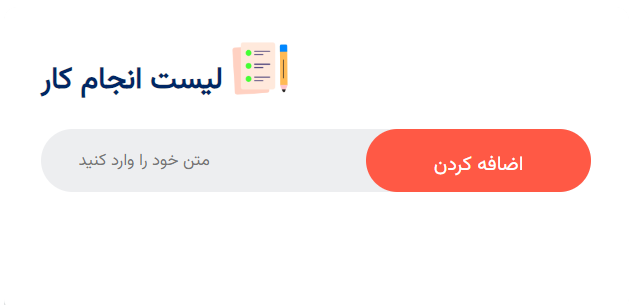 لیست انجام کار
متن خود را وارد کنید
اضافه کردن